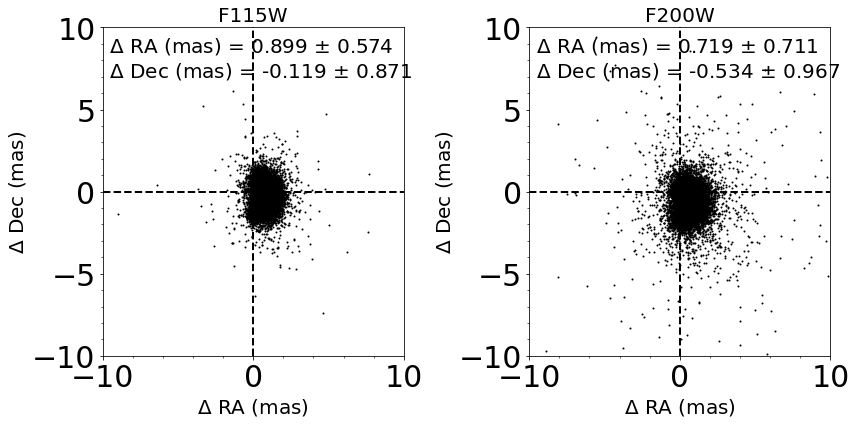 F115W
Δ RA (mas) = 0.899 ± 0.574
Δ Dec (mas) = -0.119 ± 0.871
10
5
0
−5
−10
Δ Dec (mas)
−10 0 10
Δ RA (mas)
F200W
Δ RA (mas) = 0.719 ± 0.711
Δ Dec (mas) = -0.534 ± 0.967
10
5
0
−5
−10
Δ Dec (mas)
−10 0 10
Δ RA (mas)